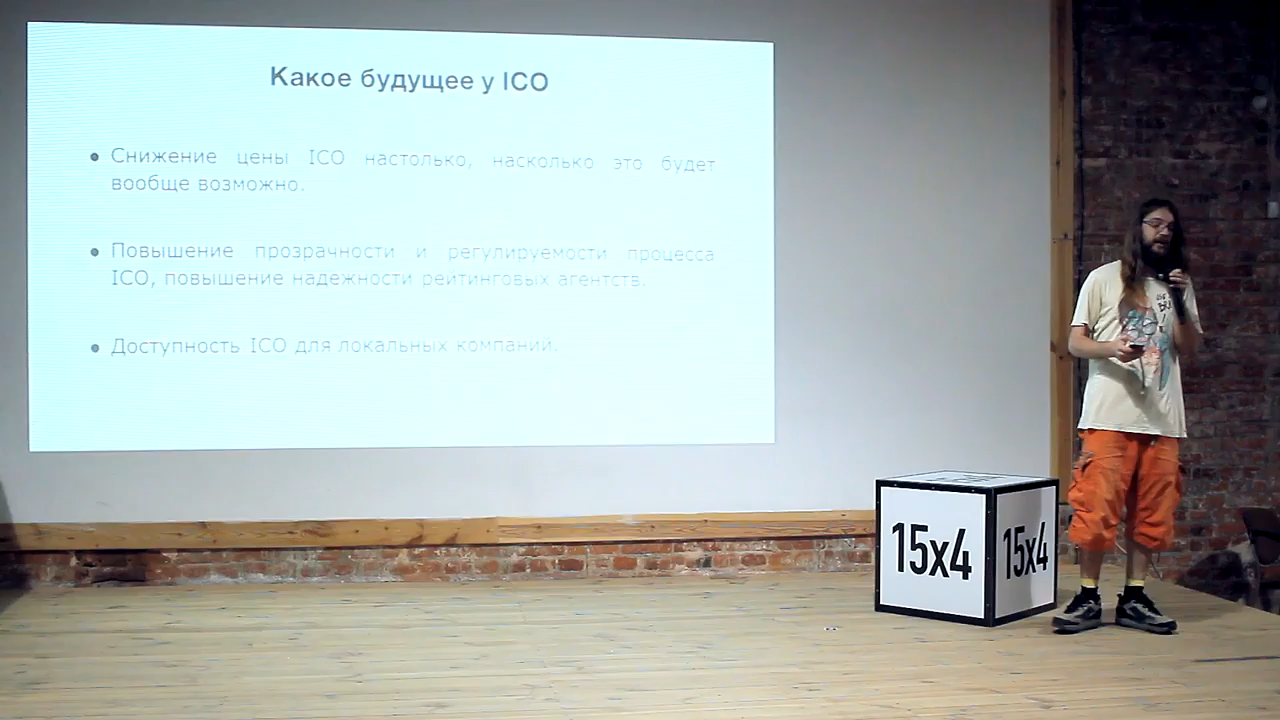 Какое будущее у ICO
• Снижение цены ICO настолько, насколько это будет
вообще возможно.
• Повышение прозрачности и регулируемости процесса
ICO, повышение надежности рейтинговых агентств.
• Доступность ICO для локальных компаний.
15x4
15x4